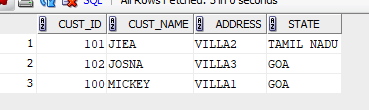 SQL | All Rows Fetched: 3 in 0 seconds
CUST_ID CUST_NAME ADDRESS STATE
1 101 JIEA VILLA2 TAMIL NADU
2 102 JOSNA VILLA3 GOA
3 100 MICKEY VILLA1 GOA